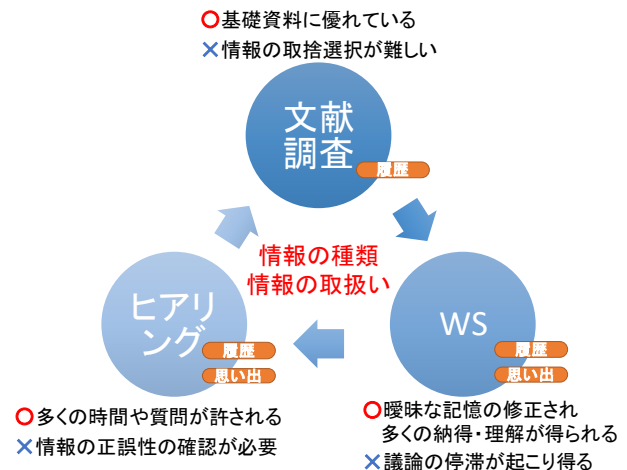 ○基礎資料に優れている
×情報の取捨選択が難しい
文献
調査
履歴
情報の種類
情報の取扱い
ヒアリ
ング
履歴
思い出
WS
履歴
思い出
○多くの時間や質問が許される
×情報の正誤性の確認が必要
○曖昧な記憶の修正され
多くの納得・理解が得られる
×議論の停滞が起こり得る